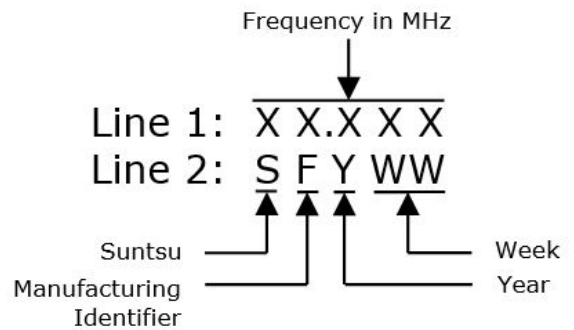 Frequency in MHz
Line 1: X X.X X X
Line 2: S F Y WW
Suntsu
Week
Manufacturing
Identifier
Year